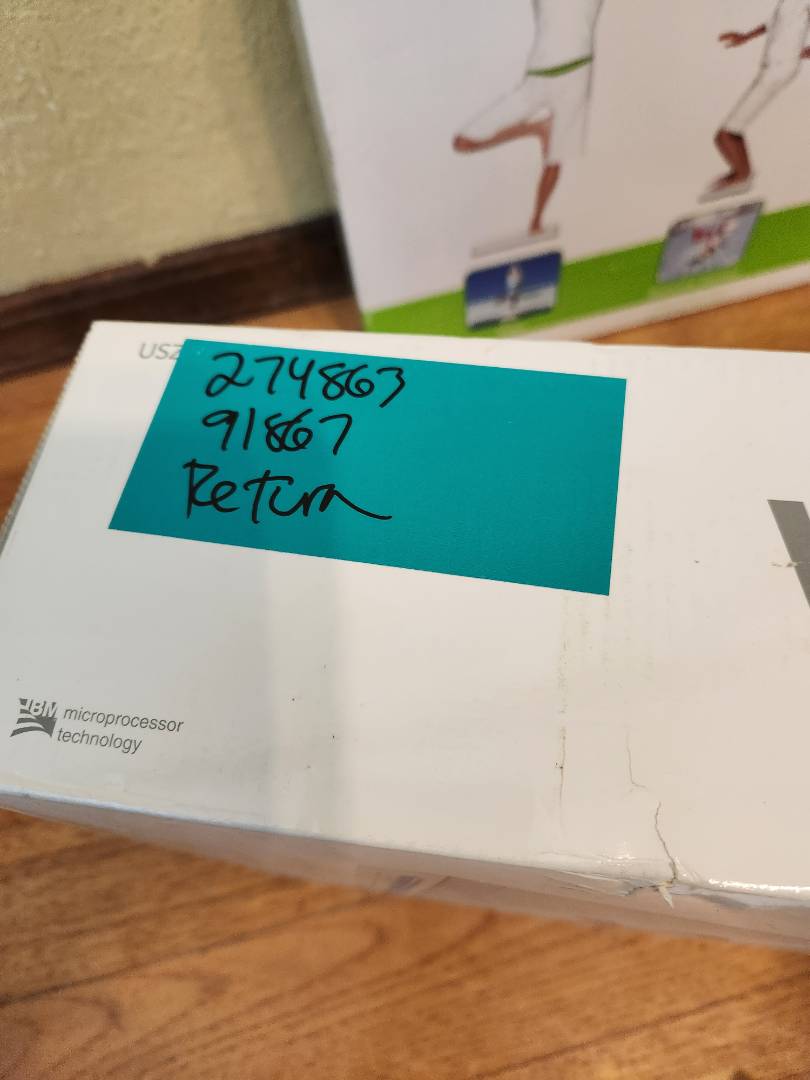 USZ
274863
91867
Return
IBM microprocessor
technology